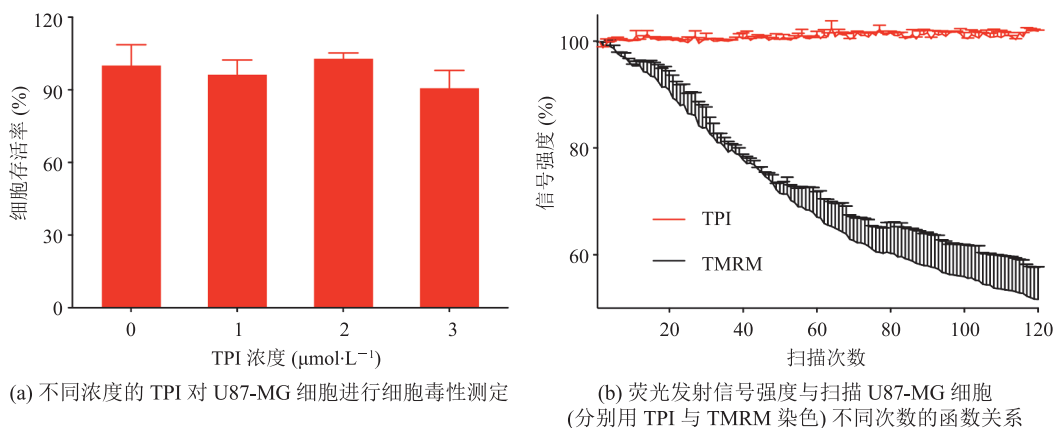 120
90
60
30
0
细胞存活率 (%)
0 1 2 3
TPI 浓度 (μmol·L⁻¹)
(a) 不同浓度的 TPI 对 U87-MG 细胞进行细胞毒性测定
100
80
60
信号强度 (%)
TPI
TMRM
20 40 60 80 100 120
扫描次数
(b) 荧光发射信号强度与扫描 U87-MG 细胞
(分别用 TPI 与 TMRM 染色) 不同次数的函数关系